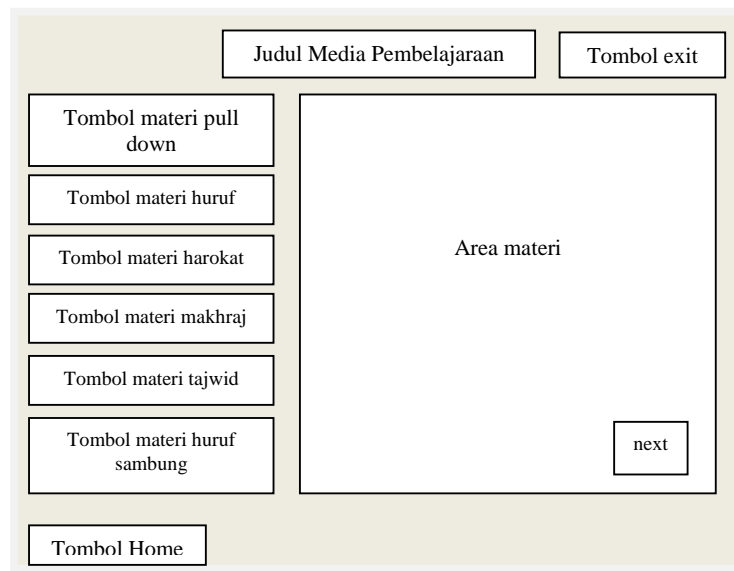 Judul Media Pembelajaraan
Tombol exit
Tombol materi pull
down
Tombol materi huruf
Tombol materi harokat
Tombol materi makhraj
Tombol materi tajwid
Tombol materi huruf
sambung
Area materi
next
Tombol Home